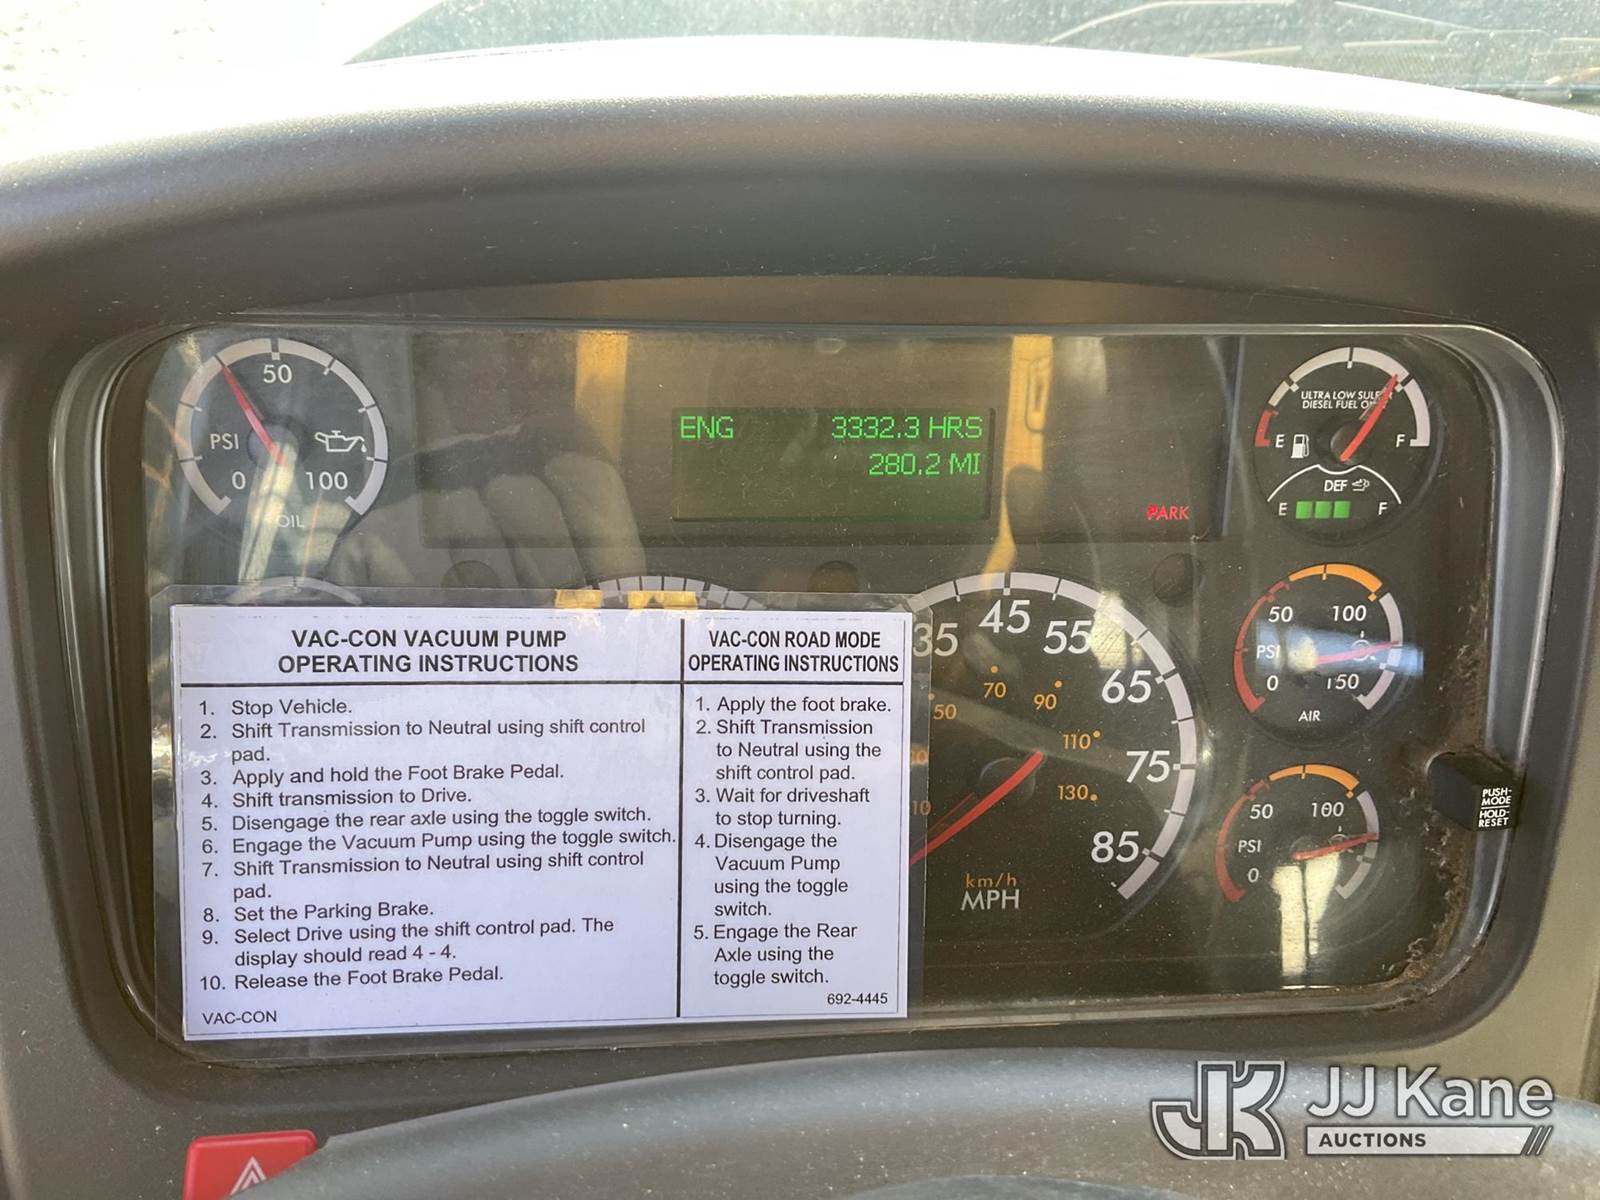 50
PSI
0
100
OIL
ENG 3332.3 HRS
280.2 MI
PARK
ULTRA LOW
DIESEL FUEL
E F
DEF
E F
50 100
PSI
0 150
AIR
50 100
PSI
0
PUSH-
MODE
HOLD-
RESET
35 45 55 65 75 85
50 70 90 110 130
10
km/h
MPH
VAC-CON VACUUM PUMP
OPERATING INSTRUCTIONS
1. Stop Vehicle.
2. Shift Transmission to Neutral using shift control
pad.
3. Apply and hold the Foot Brake Pedal.
4. Shift transmission to Drive.
5. Disengage the rear axle using the toggle switch.
6. Engage the Vacuum Pump using the toggle switch.
7. Shift Transmission to Neutral using shift control
pad.
8. Set the Parking Brake.
9. Select Drive using the shift control pad. The
display should read 4 - 4.
10. Release the Foot Brake Pedal.
VAC-CON
VAC-CON ROAD MODE
OPERATING INSTRUCTIONS
1. Apply the foot brake.
2. Shift Transmission
to Neutral using the
shift control pad.
3. Wait for driveshaft
to stop turning.
4. Disengage the
Vacuum Pump
using the toggle
switch.
5. Engage the Rear
Axle using the
toggle switch.
692-4445
JK JJ Kane
AUCTIONS